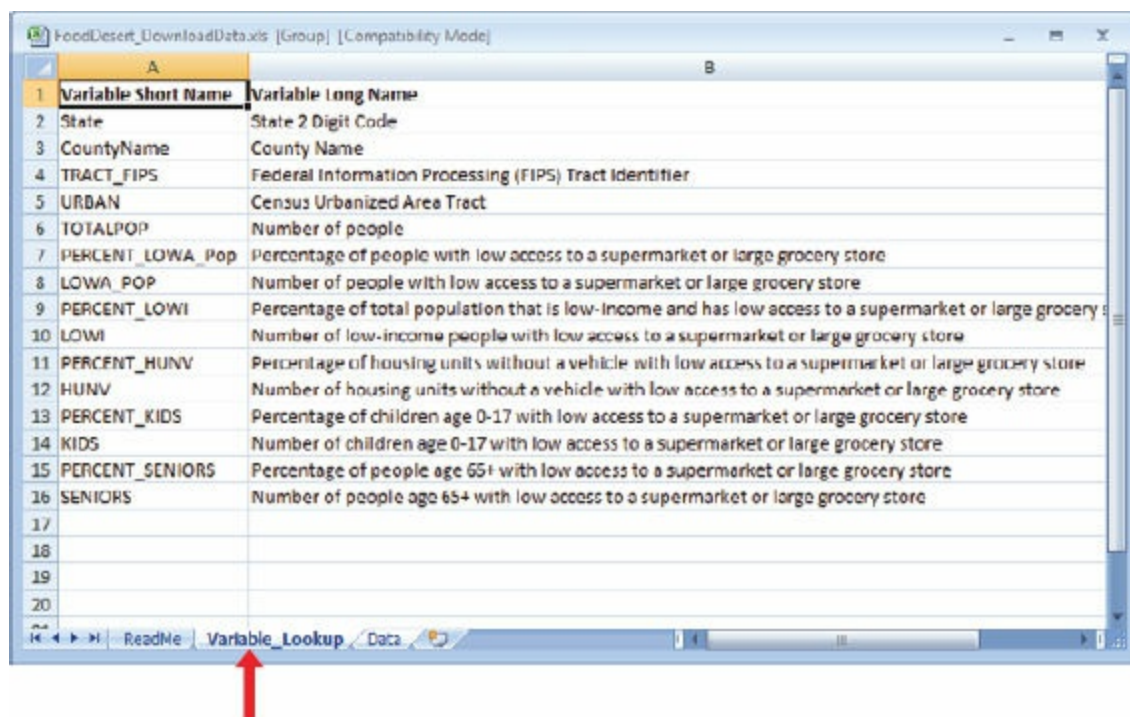 FoodDesert_DownloadData.xls [Group] [Compatibility Mode]
A B
1 Variable Short Name Variable Long Name
2 State State 2 Digit Code
3 CountyName County Name
4 TRACT_FIPS Federal Information Processing (FIPS) Tract Identifier
5 URBAN Census Urbanized Area Tract
6 TOTALPOP Number of people
7 PERCENT_LOWA_Pop Percentage of people with low access to a supermarket or large grocery store
8 LOWA_POP Number of people with low access to a supermarket or large grocery store
9 PERCENT_LOWI Percentage of total population that is low-income and has low access to a supermarket or large grocery
10 LOWI Number of low-income people with low access to a supermarket or large grocery store
11 PERCENT_HUNV Percentage of housing units without a vehicle with low access to a supermarket or large grocery store
12 HUNV Number of housing units without a vehicle with low access to a supermarket or large grocery store
13 PERCENT_KIDS Percentage of children age 0-17 with low access to a supermarket or large grocery store
14 KIDS Number of children age 0-17 with low access to a supermarket or large grocery store
15 PERCENT_SENIORS Percentage of people age 65+ with low access to a supermarket or large grocery store
16 SENIORS Number of people age 65+ with low access to a supermarket or large grocery store
17
18
19
20
ReadMe Variable_Lookup Data